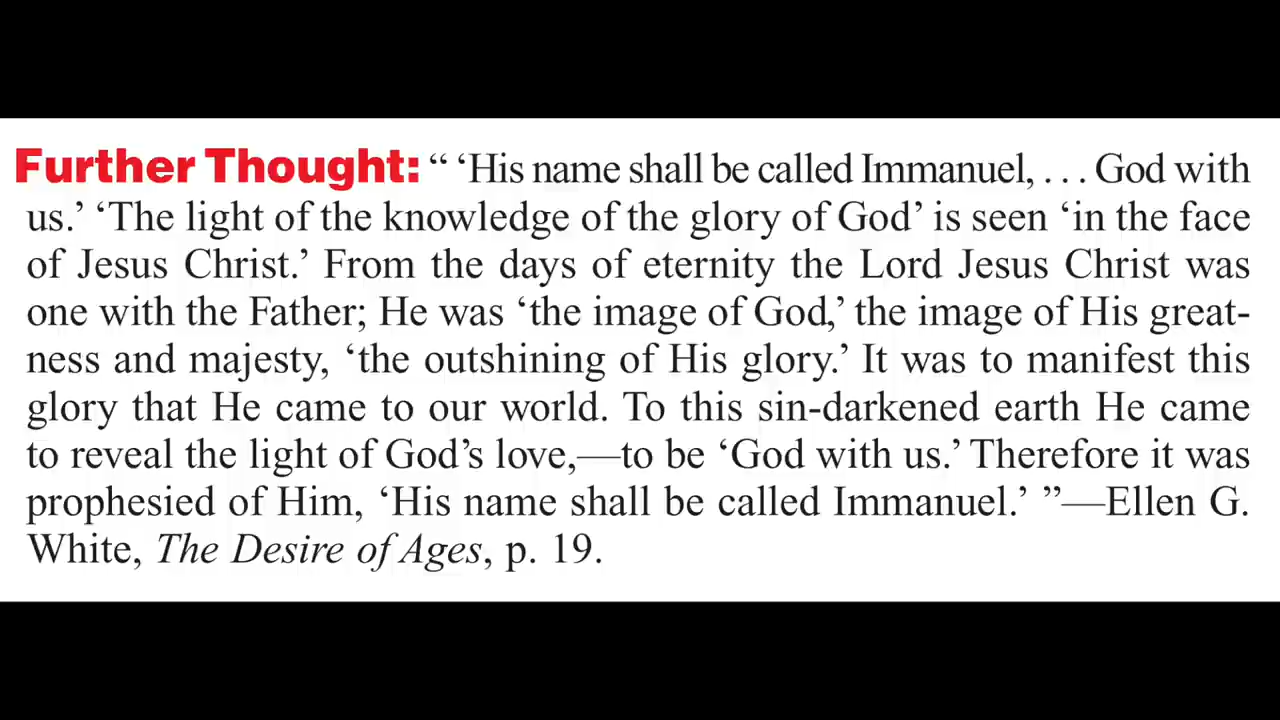 Further Thought: “ ‘His name shall be called Immanuel, . . . God with
us.’ ‘The light of the knowledge of the glory of God’ is seen ‘in the face
of Jesus Christ.’ From the days of eternity the Lord Jesus Christ was
one with the Father; He was ‘the image of God,’ the image of His great-
ness and majesty, ‘the outshining of His glory.’ It was to manifest this
glory that He came to our world. To this sin-darkened earth He came
to reveal the light of God’s love,—to be ‘God with us.’ Therefore it was
prophesied of Him, ‘His name shall be called Immanuel.’ ”—Ellen G.
White, The Desire of Ages, p. 19.